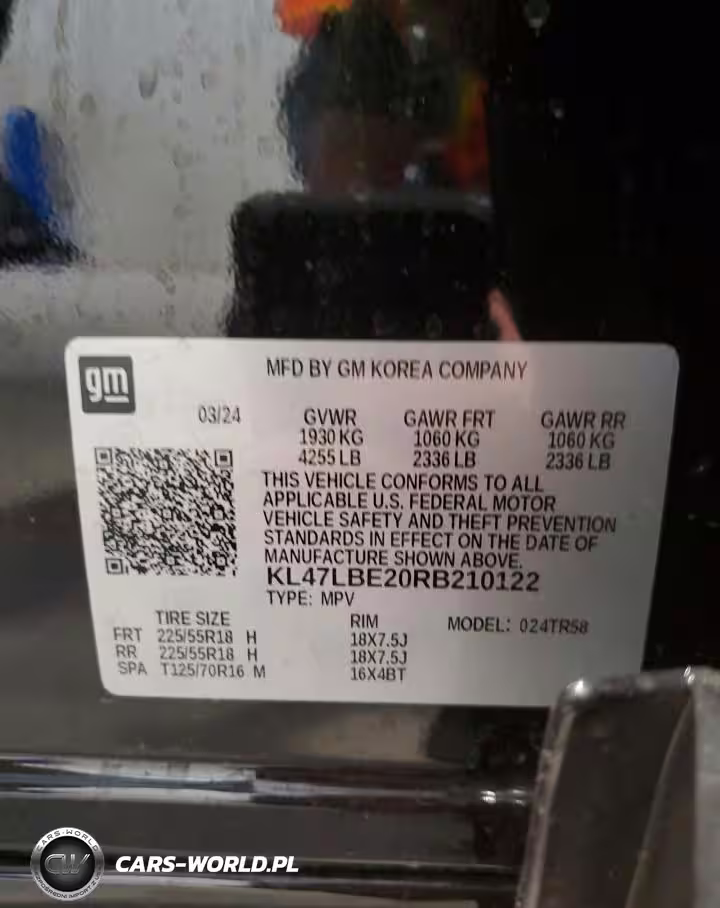 gm
MFD BY GM KOREA COMPANY
03/24 GVWR GAWR FRT GAWR RR
1930 KG 1060 KG 1060 KG
4255 LB 2336 LB 2336 LB
THIS VEHICLE CONFORMS TO ALL
APPLICABLE U.S. FEDERAL MOTOR
VEHICLE SAFETY AND THEFT PREVENTION
STANDARDS IN EFFECT ON THE DATE OF
MANUFACTURE SHOWN ABOVE.
KL47LBE20RB210122
TYPE: MPV
TIRE SIZE RIM MODEL: 024TR58
FRT 225/55R18 H 18X7.5J
RR 225/55R18 H 18X7.5J
SPA T125/70R16 M 16X4BT
CARS-WORLD
CW
CARS-WORLD.PL